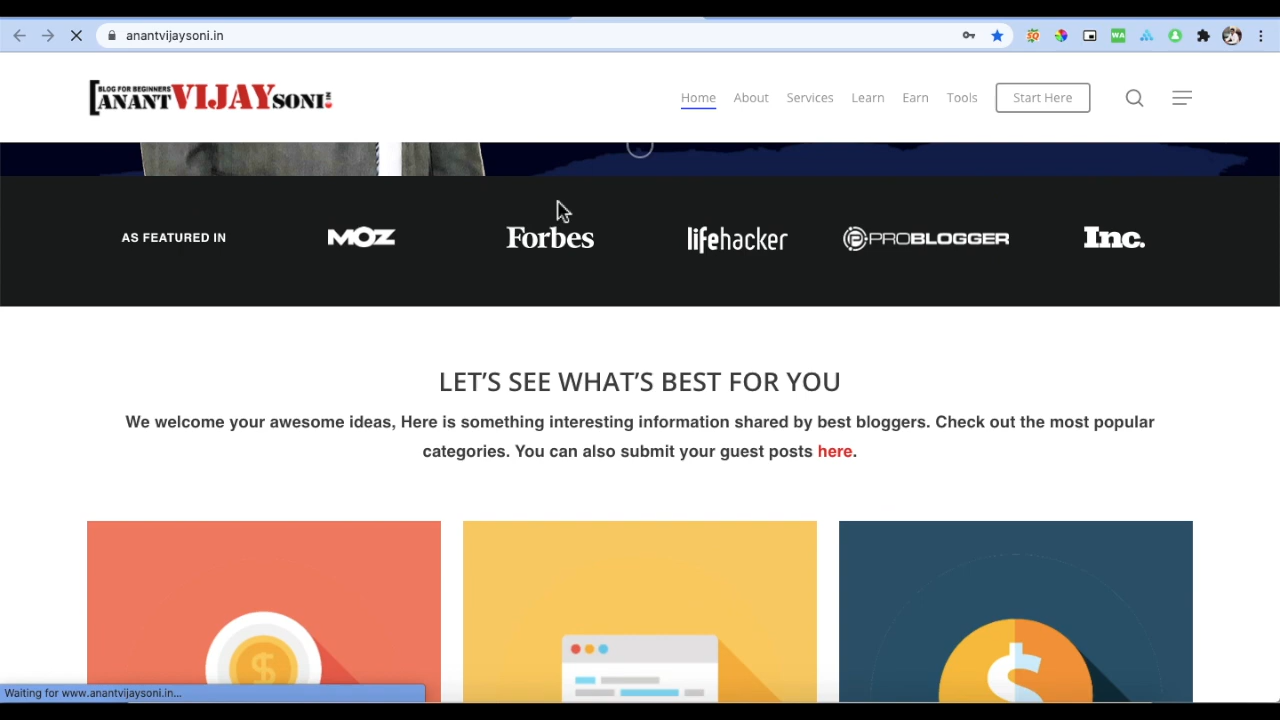 anantvijaysoni.in
BLOG FOR BEGINNERS
ANANTVIJAYSONI.IN
Home About Services Learn Earn Tools Start Here
AS FEATURED IN MOZ Forbes lifehacker PROBLOGGER Inc.
LET’S SEE WHAT’S BEST FOR YOU
We welcome your awesome ideas, Here is something interesting information shared by best bloggers. Check out the most popular
categories. You can also submit your guest posts here.
Waiting for www.anantvijaysoni.in...